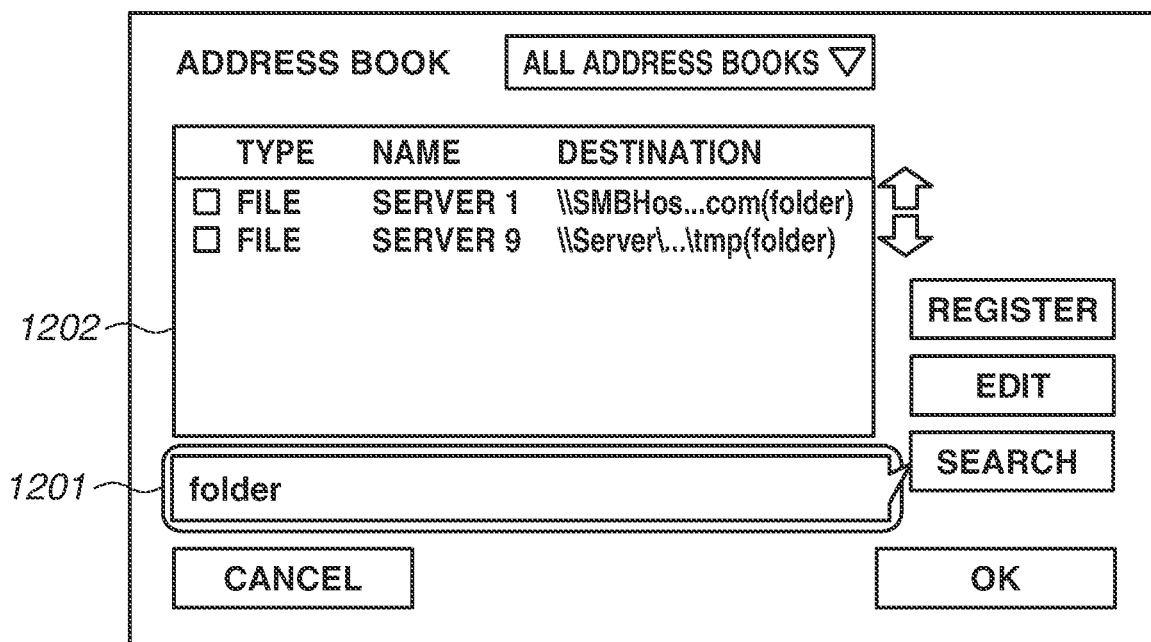 ADDRESS BOOK ALL ADDRESS BOOKS
TYPE NAME DESTINATION
FILE SERVER 1 \\SMBHos...com(folder)
FILE SERVER 9 \\Server\...\tmp(folder)
1202
REGISTER
EDIT
SEARCH
1201
folder
CANCEL OK